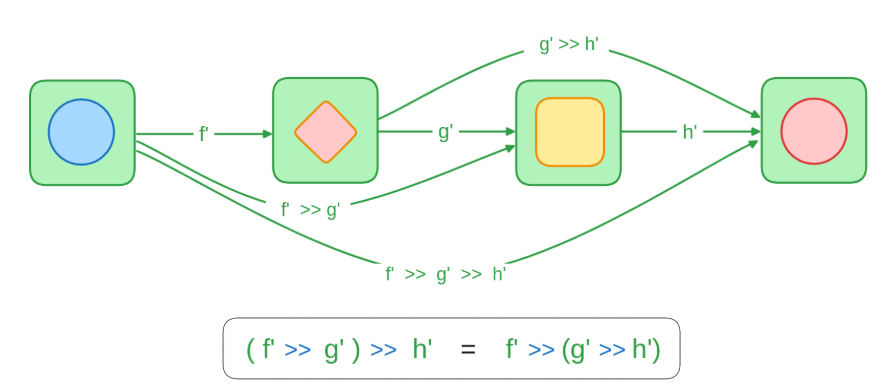 g' >> h'
f'
g'
h'
f' >> g'
f' >> g' >> h'
( f' >> g' ) >> h' = f' >> (g' >> h')